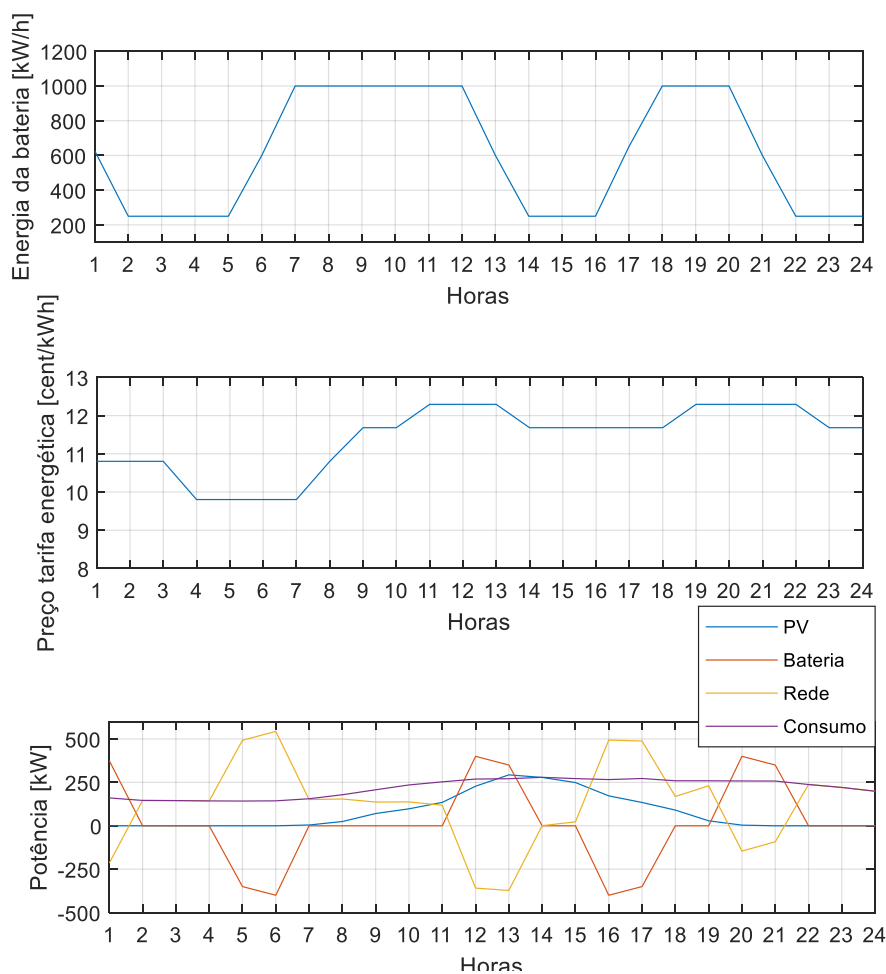 Energia da bateria [kW/h]
1200
1000
800
600
400
200
1 2 3 4 5 6 7 8 9 10 11 12 13 14 15 16 17 18 19 20 21 22 23 24
Horas
Preço tarifa energética [cent/kWh]
13
12
11
10
9
8
1 2 3 4 5 6 7 8 9 10 11 12 13 14 15 16 17 18 19 20 21 22 23 24
Horas
PV
Bateria
Rede
Consumo
Potência [kW]
500
250
0
-250
-500
1 2 3 4 5 6 7 8 9 10 11 12 13 14 15 16 17 18 19 20 21 22 23 24
Horas